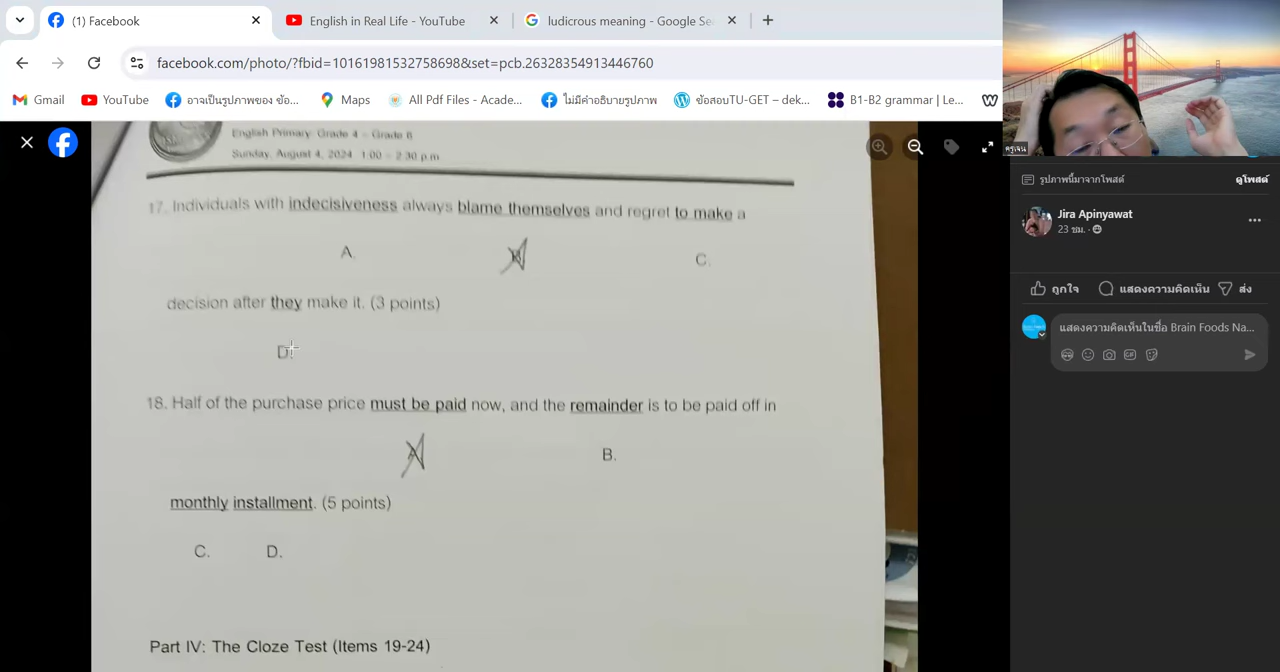 (1) Facebook
English in Real Life - YouTube
ludicrous meaning - Google Se
facebook.com/photo/?fbid=10161981532758698&set=pcb.26328354913446760
Gmail
YouTube
อาจเป็นรูปภาพของ ข้อ...
Maps
All Pdf Files - Acade...
ไม่มีคำอธิบายรูปภาพ
ข้อสอบTU-GET – dek...
B1-B2 grammar | Le...
ครูเจน
English Primary Grade 4 – Grade 6
Sunday, August 4, 2024 1.00 - 2.30 p.m
17. Individuals with indecisiveness always blame themselves and regret to make a
A. B. C.
decision after they make it. (3 points)
D.
18. Half of the purchase price must be paid now, and the remainder is to be paid off in
A. B.
monthly installment. (5 points)
C. D.
Part IV: The Cloze Test (Items 19-24)
รูปภาพนี้มาจากโพสต์
ดูโพสต์
Jira Apinyawat
23 ชม.
ถูกใจ
แสดงความคิดเห็น
ส่ง
แสดงความคิดเห็นในชื่อ Brain Foods Na...